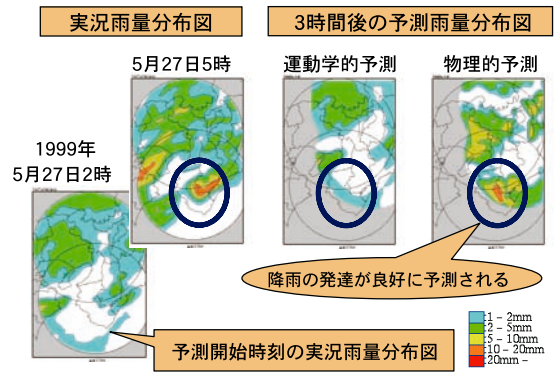 実況雨量分布図
3時間後の予測雨量分布図
5月27日5時
運動学的予測
物理的予測
1999年
5月27日2時
降雨の発達が良好に予測される
予測開始時刻の実況雨量分布図
1－2mm
2－5mm
5－10mm
10－20mm
20mm－